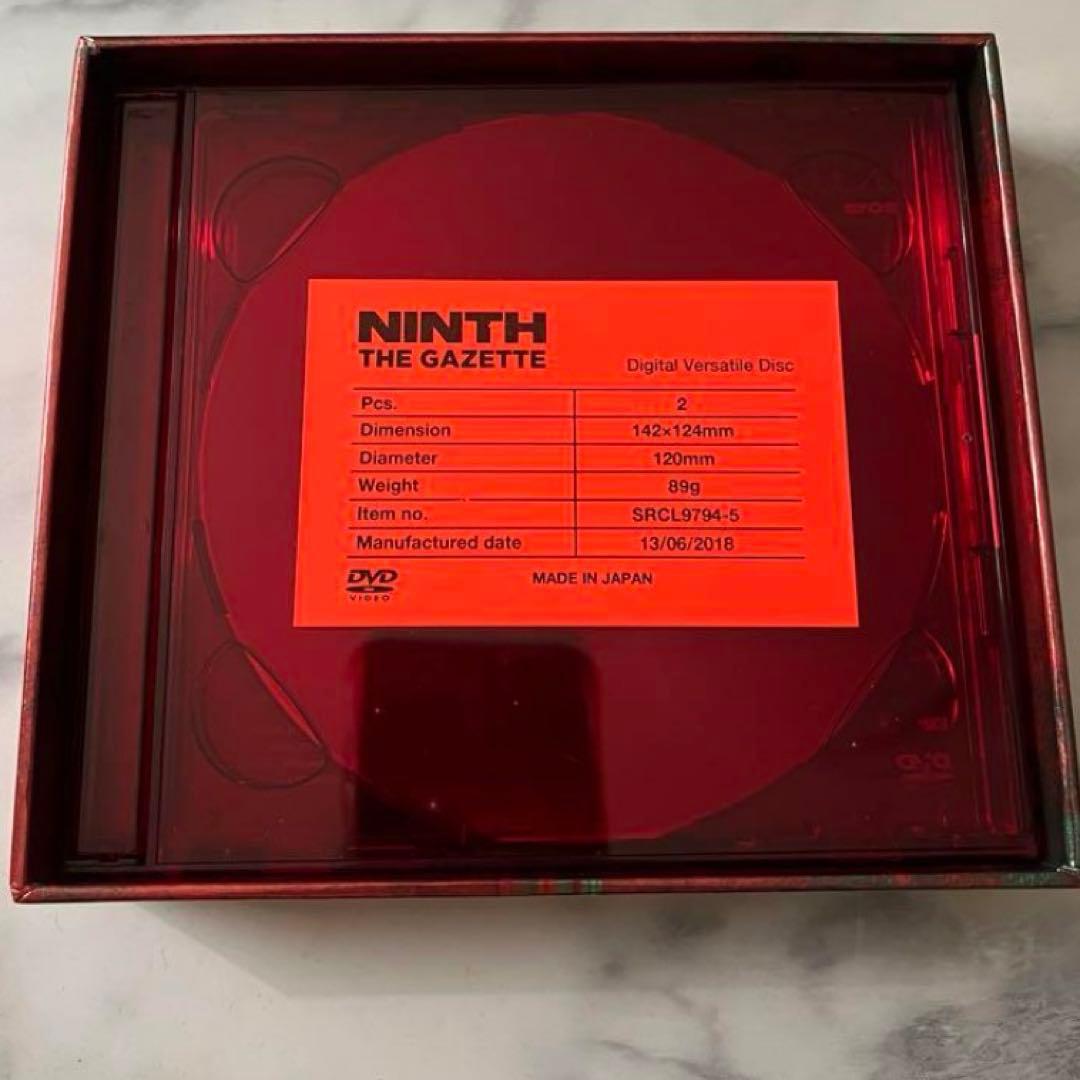 NINTH
THE GAZETTE
Digital Versatile Disc
Pcs. 2
Dimension 142×124mm
Diameter 120mm
Weight 89g
Item no. SRCL9794-5
Manufactured date 13/06/2018
DVD
VIDEO
MADE IN JAPAN